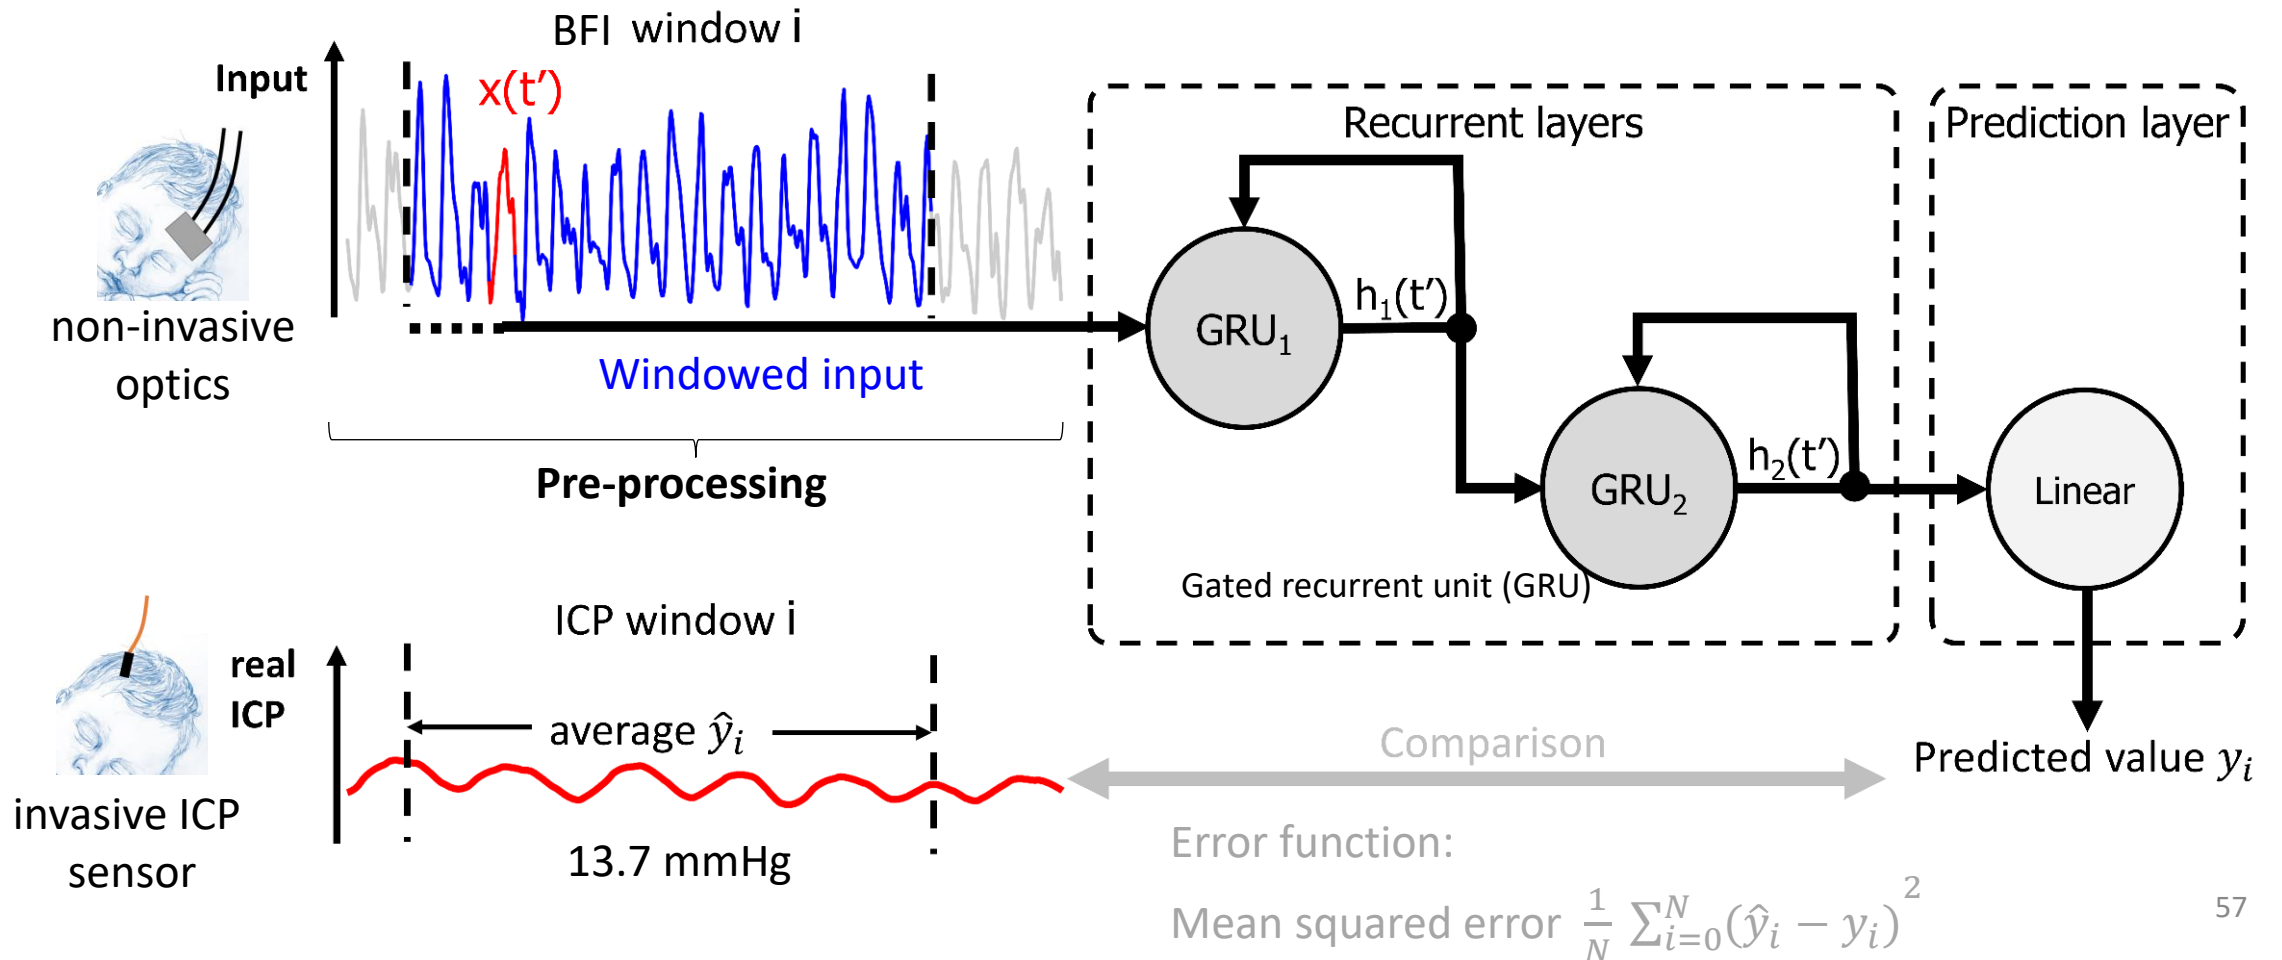 BFI window i
Input
x(t′)
non-invasive
optics
Windowed input
Pre-processing
Recurrent layers
Prediction layer
GRU₁
h₁(t′)
GRU₂
h₂(t′)
Linear
Gated recurrent unit (GRU)
ICP window i
real
ICP
average ŷᵢ
13.7 mmHg
invasive ICP
sensor
Comparison
Predicted value yᵢ
Error function:
Mean squared error 1/N ∑ᵢ₌₀ᴺ(ŷᵢ − yᵢ)²
57